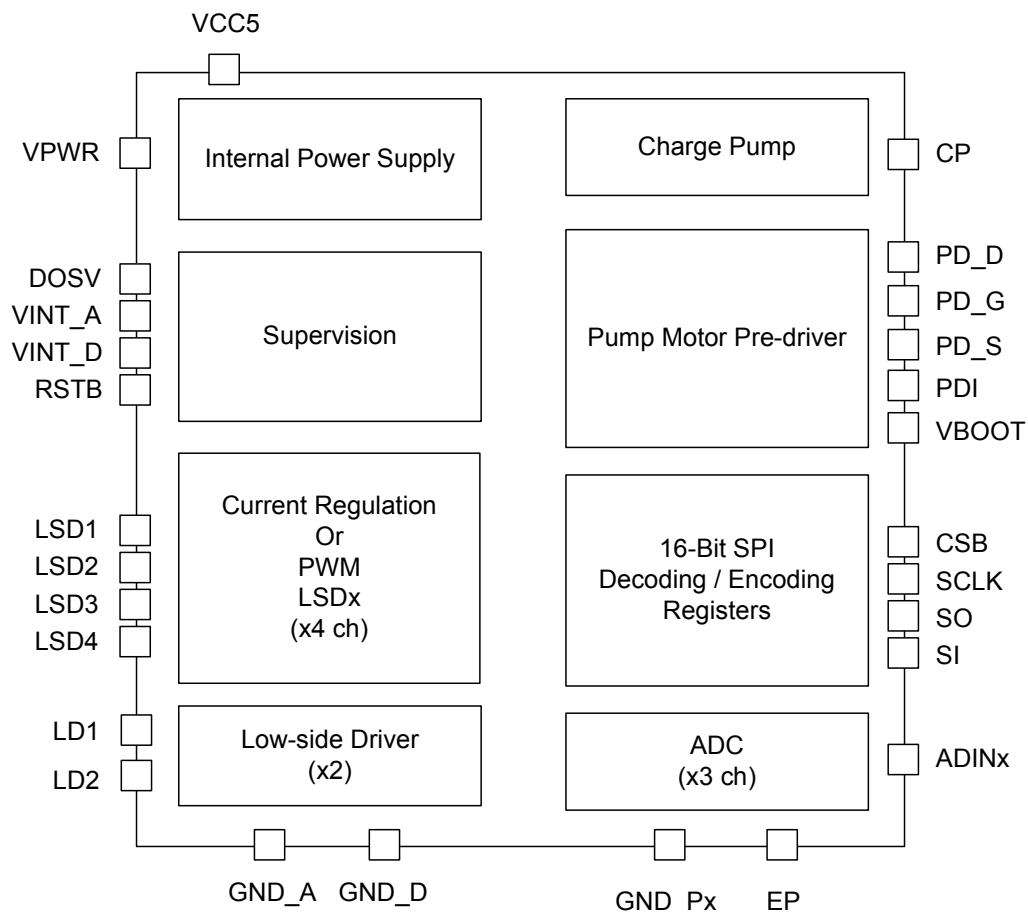 VCC5
VPWR
Internal Power Supply
Charge Pump
CP
DOSV
VINT_A
VINT_D
RSTB
Supervision
Pump Motor Pre-driver
PD_D
PD_G
PD_S
PDI
VBOOT
LSD1
LSD2
LSD3
LSD4
Current Regulation
Or
PWM
LSDx
(x4 ch)
16-Bit SPI
Decoding / Encoding
Registers
CSB
SCLK
SO
SI
LD1
LD2
Low-side Driver
(x2)
ADC
(x3 ch)
ADINx
GND_A
GND_D
GND_Px
EP